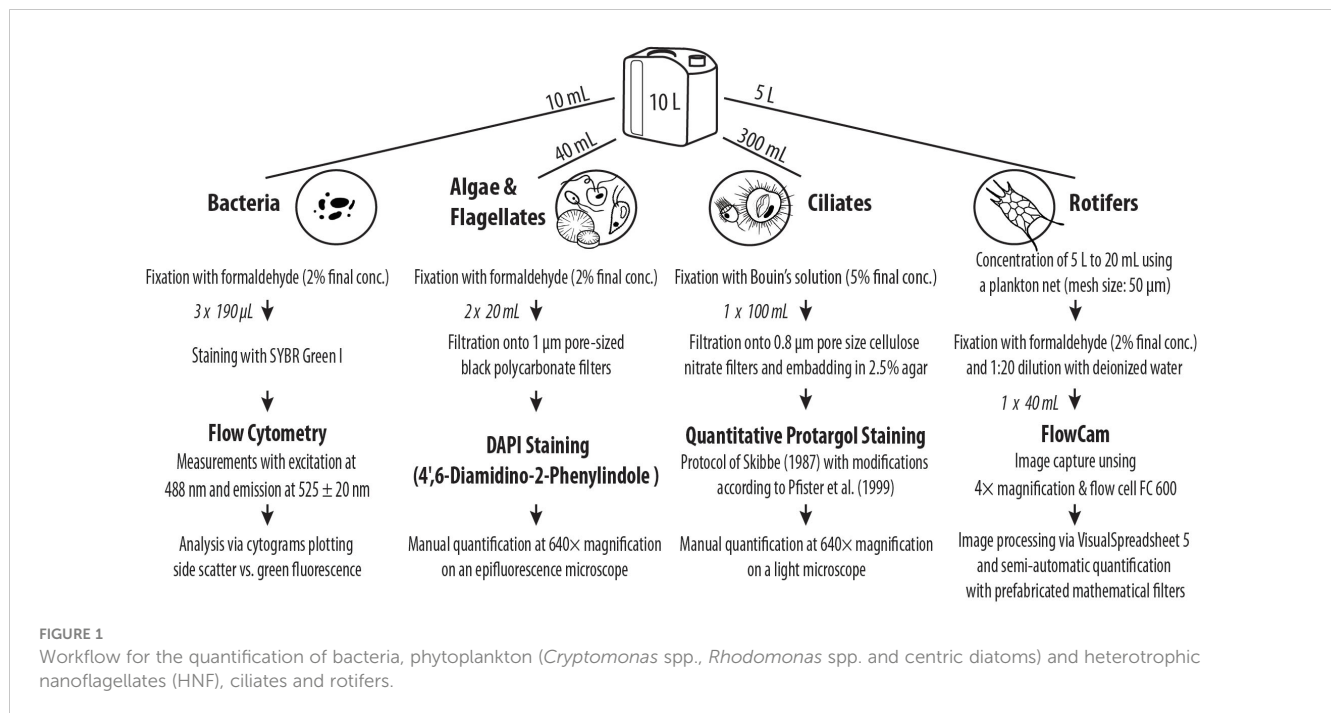 10 L
10 mL
40 mL
300 mL
5 L
Bacteria
Fixation with formaldehyde (2% final conc.)
3 x 190 µL
Staining with SYBR Green I
Flow Cytometry
Measurements with excitation at
488 nm and emission at 525 ± 20 nm
Analysis via cytograms plotting
side scatter vs. green fluorescence
Algae &
Flagellates
Fixation with formaldehyde (2% final conc.)
2 x 20 mL
Filtration onto 1 µm pore-sized
black polycarbonate filters
DAPI Staining
(4',6-Diamidino-2-Phenylindole )
Manual quantification at 640× magnification
on an epifluorescence microscope
Ciliates
Fixation with Bouin's solution (5% final conc.)
1 x 100 mL
Filtration onto 0.8 µm pore size cellulose
nitrate filters and embadding in 2.5% agar
Quantitative Protargol Staining
Protocol of Skibbe (1987) with modifications
according to Pfister et al. (1999)
Manual quantification at 640× magnification
on a light microscope
Rotifers
Concentration of 5 L to 20 mL using
a plankton net (mesh size: 50 µm)
Fixation with formaldehyde (2% final conc.)
and 1:20 dilution with deionized water
1 x 40 mL
FlowCam
Image capture unsing
4× magnification & flow cell FC 600
Image processing via VisualSpreadsheet 5
and semi-automatic quantification
with prefabricated mathematical filters
FIGURE 1
Workflow for the quantification of bacteria, phytoplankton (Cryptomonas spp., Rhodomonas spp. and centric diatoms) and heterotrophic
nanoflagellates (HNF), ciliates and rotifers.